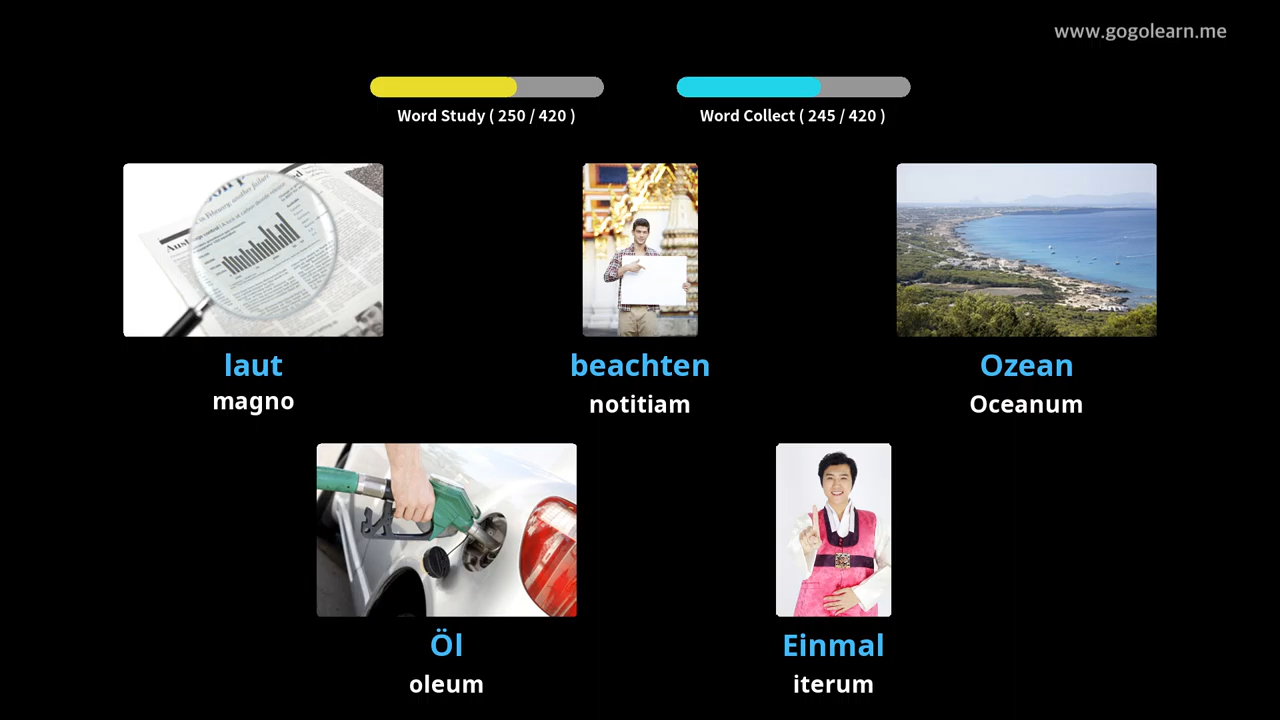 www.gogolearn.me
Word Study ( 250 / 420 )
Word Collect ( 245 / 420 )
laut
magno
beachten
notitiam
Ozean
Oceanum
Öl
oleum
Einmal
iterum